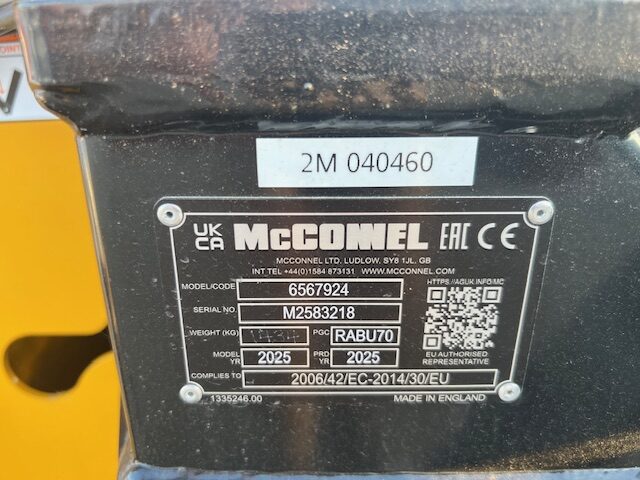 POINT
2M 040460
UK CA McCONNEL EAC CE
MCCONNEL LTD. LUDLOW, SY8 1JL. GB
INT TEL +44(0)1584 873131 WWW.MCCONNEL.COM
HTTPS://AGUK.INFO/MC
MODEL/CODE 6567924
SERIAL NO. M2583218
WEIGHT (KG) PGC RABU70
MODEL YR 2025 PRD YR 2025
EU AUTHORISED
REPRESENTATIVE
COMPLIES TO 2006/42/EC-2014/30/EU
1335246.00 MADE IN ENGLAND